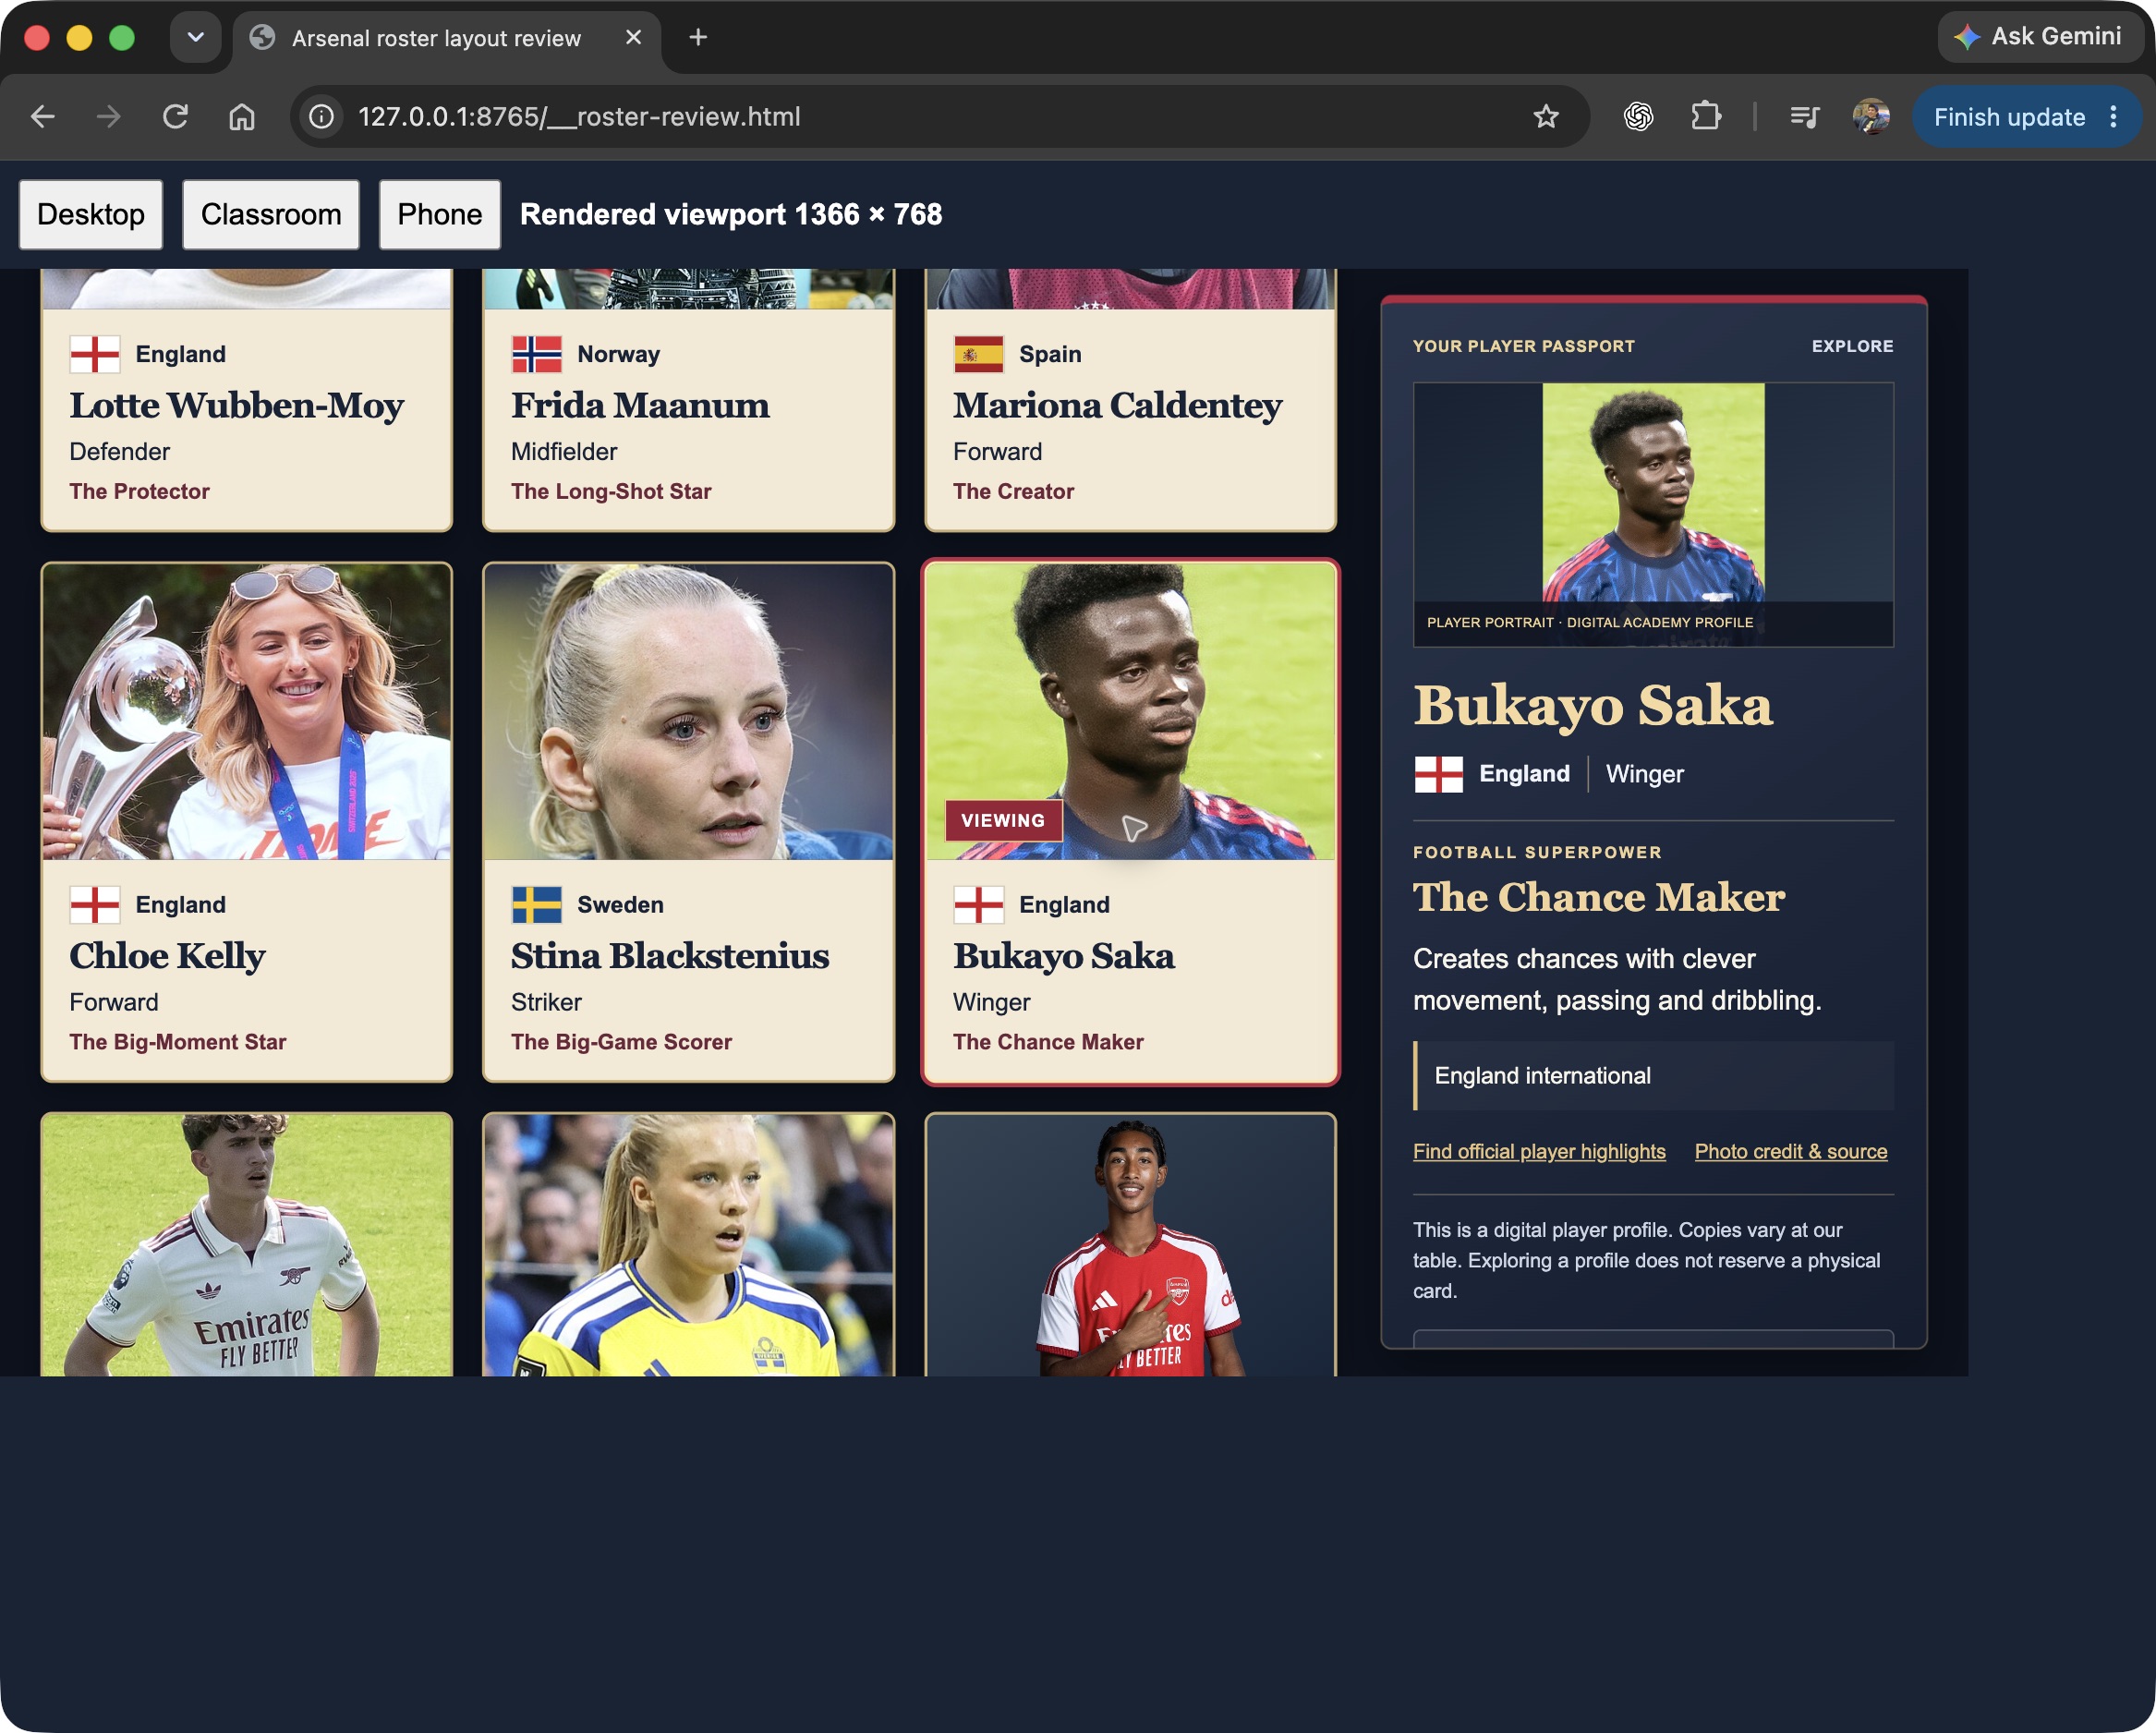 Arsenal roster layout review
Ask Gemini
127.0.0.1:8765/__roster-review.html
Finish update
Desktop
Classroom
Phone
Rendered viewport 1366 × 768
England
Lotte Wubben-Moy
Defender
The Protector
Norway
Frida Maanum
Midfielder
The Long-Shot Star
Spain
Mariona Caldentey
Forward
The Creator
England
Chloe Kelly
Forward
The Big-Moment Star
Sweden
Stina Blackstenius
Striker
The Big-Game Scorer
VIEWING
England
Bukayo Saka
Winger
The Chance Maker
Emirates
FLY BETTER
FLY BETTER
YOUR PLAYER PASSPORT
EXPLORE
PLAYER PORTRAIT · DIGITAL ACADEMY PROFILE
Bukayo Saka
England
Winger
FOOTBALL SUPERPOWER
The Chance Maker
Creates chances with clever
movement, passing and dribbling.
England international
Find official player highlights
Photo credit & source
This is a digital player profile. Copies vary at our
table. Exploring a profile does not reserve a physical
card.